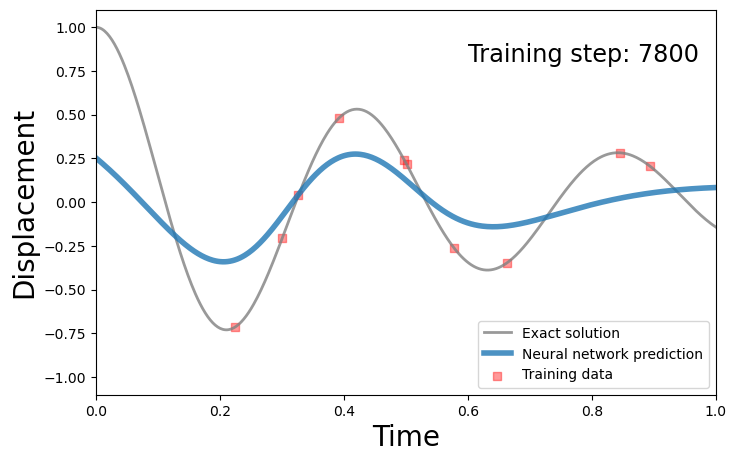 1.00
Training step: 7800
0.75
0.50
0.25
0.00
−0.25
−0.50
−0.75
−1.00
Displacement
Exact solution
Neural network prediction
Training data
0.0 0.2 0.4 0.6 0.8 1.0
Time